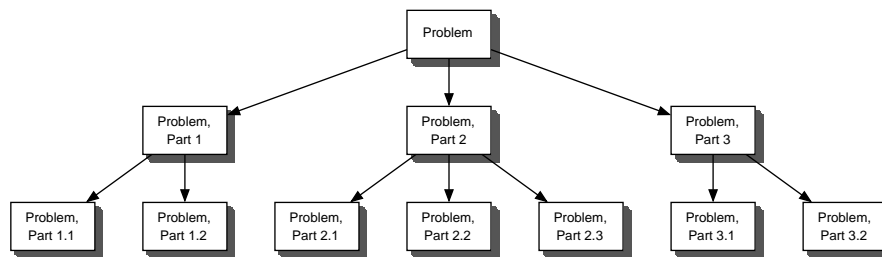 Problem
Problem,
Part 1
Problem,
Part 2
Problem,
Part 3
Problem,
Part 1.1
Problem,
Part 1.2
Problem,
Part 2.1
Problem,
Part 2.2
Problem,
Part 2.3
Problem,
Part 3.1
Problem,
Part 3.2